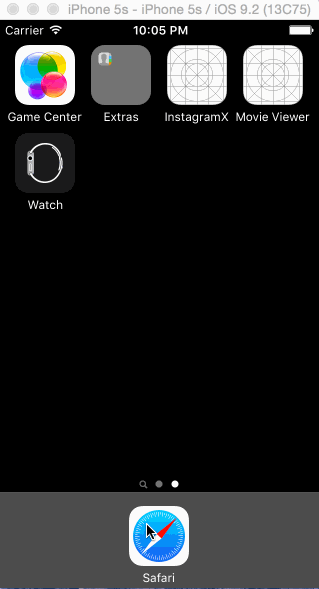 iPhone 5s - iPhone 5s / iOS 9.2 (13C75)
Carrier 10:05 PM
Game Center Extras InstagramX Movie Viewer
Watch
Safari